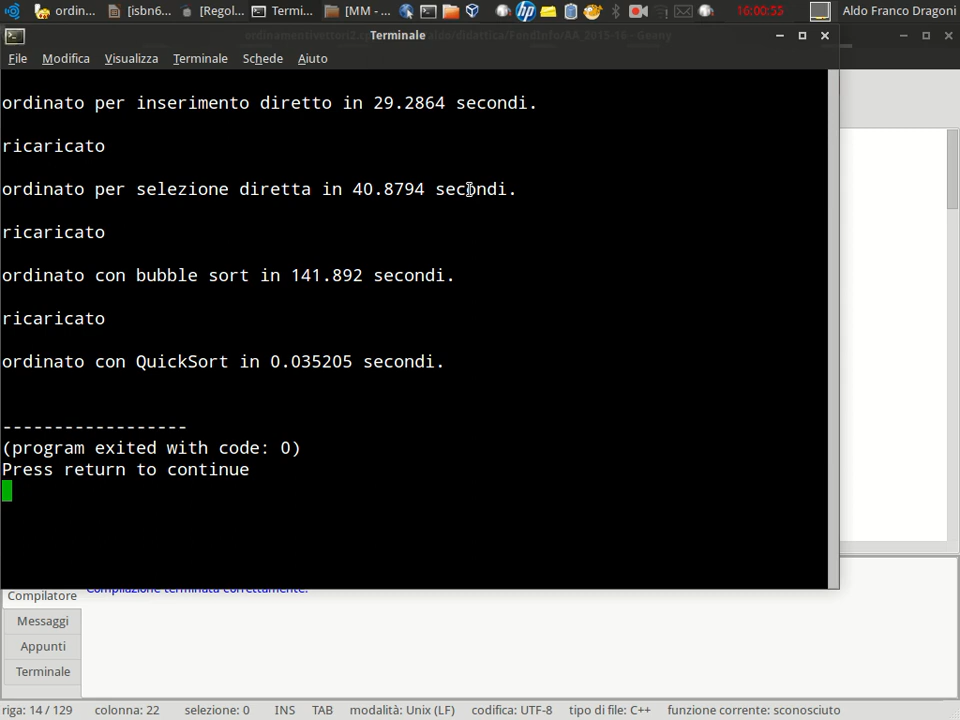 ordin...
[isbn6...
[Regol...
Termi...
[MM - ...
16:00:55
Aldo Franco Dragoni
Terminale
File Modifica Visualizza Terminale Schede Aiuto
ordinato per inserimento diretto in 29.2864 secondi.
ricaricato
ordinato per selezione diretta in 40.8794 secondi.
ricaricato
ordinato con bubble sort in 141.892 secondi.
ricaricato
ordinato con QuickSort in 0.035205 secondi.
------------------
(program exited with code: 0)
Press return to continue
Compilatore
Compilazione terminata correttamente.
Messaggi
Appunti
Terminale
riga: 14 / 129 colonna: 22 selezione: 0 INS TAB modalità: Unix (LF) codifica: UTF-8 tipo di file: C++ funzione corrente: sconosciuto